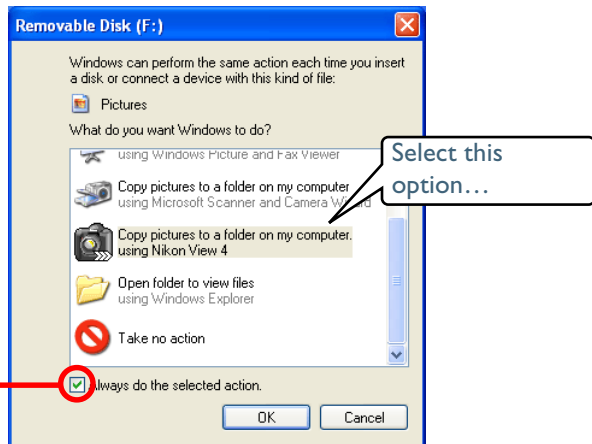 Removable Disk (F:)
Windows can perform the same action each time you insert
a disk or connect a device with this kind of file:
Pictures
What do you want Windows to do?
using Windows Picture and Fax Viewer
Select this
option…
Copy pictures to a folder on my computer
using Microsoft Scanner and Camera Wizard
Copy pictures to a folder on my computer.
using Nikon View 4
Open folder to view files
using Windows Explorer
Take no action
Always do the selected action.
OK
Cancel